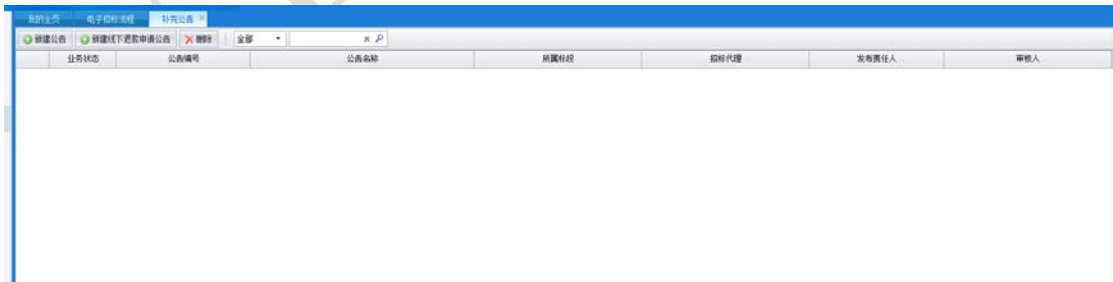 我的主页 电子招标流程 补充公告
新建公告 新建线下退款申请公告 删除 全部
业务状态 公告编号 公告名称 所属标段 招标代理 发布责任人 审核人